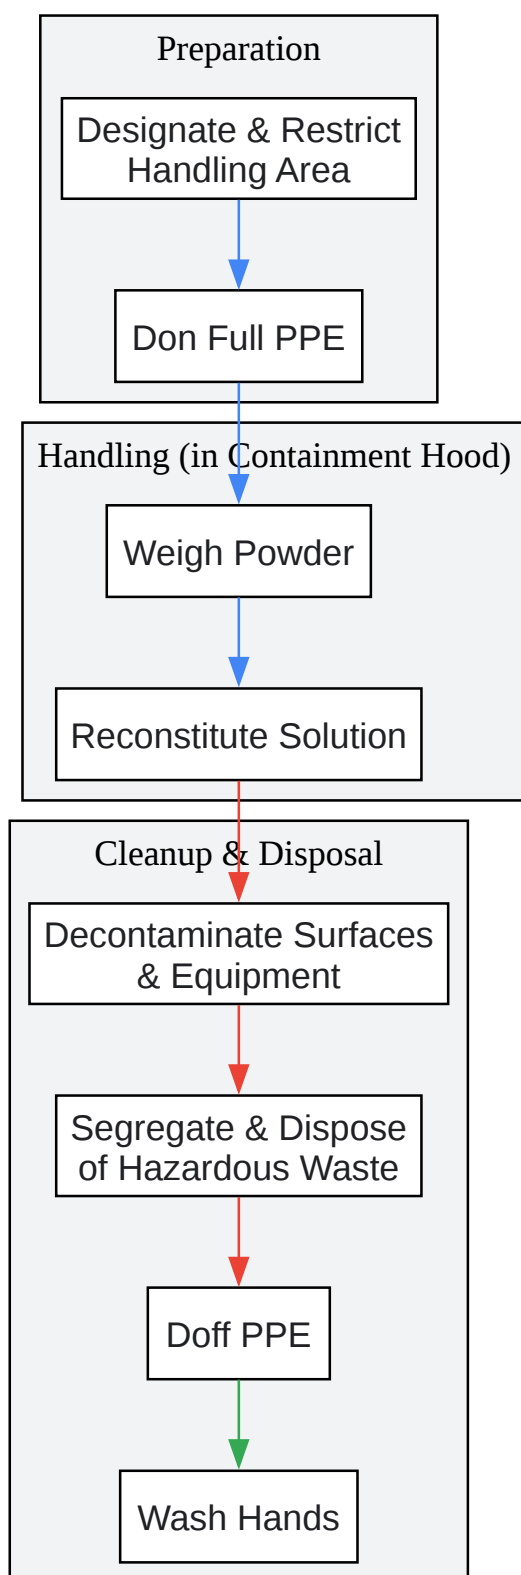 Preparation
Designate & Restrict
Handling Area
Don Full PPE
Handling (in Containment Hood)
Weigh Powder
Reconstitute Solution
Cleanup & Disposal
Decontaminate Surfaces
& Equipment
Segregate & Dispose
of Hazardous Waste
Doff PPE
Wash Hands